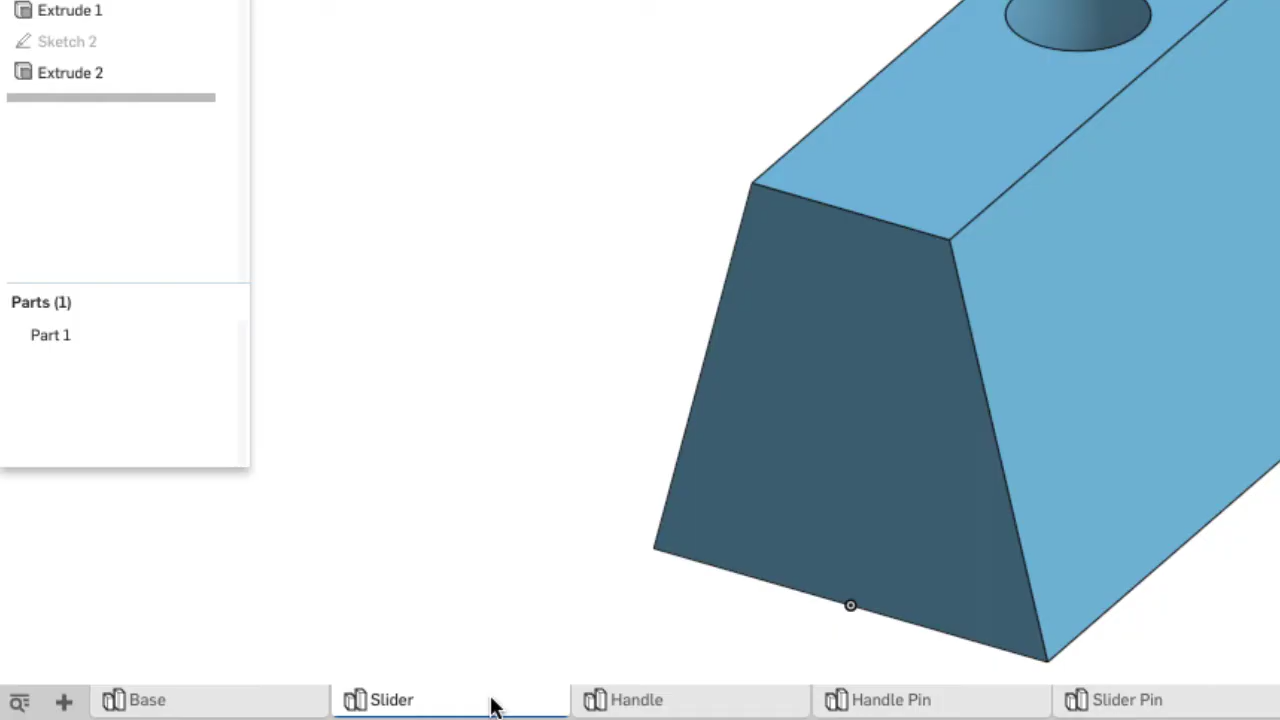 Extrude 1
Sketch 2
Extrude 2
Parts (1)
Part 1
Base
Slider
Handle
Handle Pin
Slider Pin